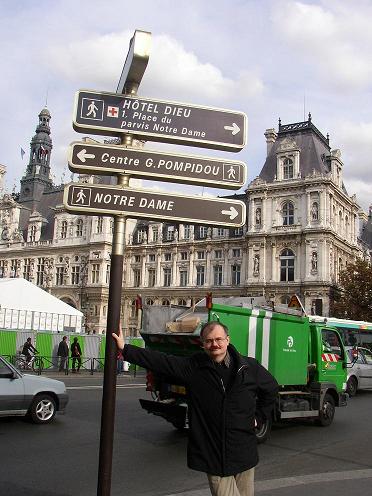 HÔTEL DIEU
1, Place du
parvis Notre Dame
Centre G.POMPIDOU
NOTRE DAME